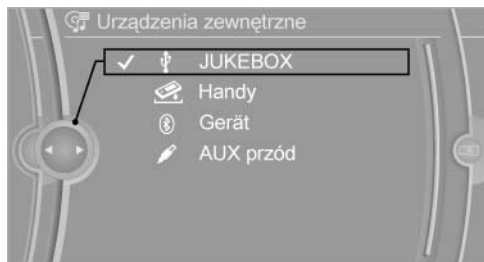 Urządzenia zewnętrzne
JUKEBOX
Handy
Gerät
AUX przód